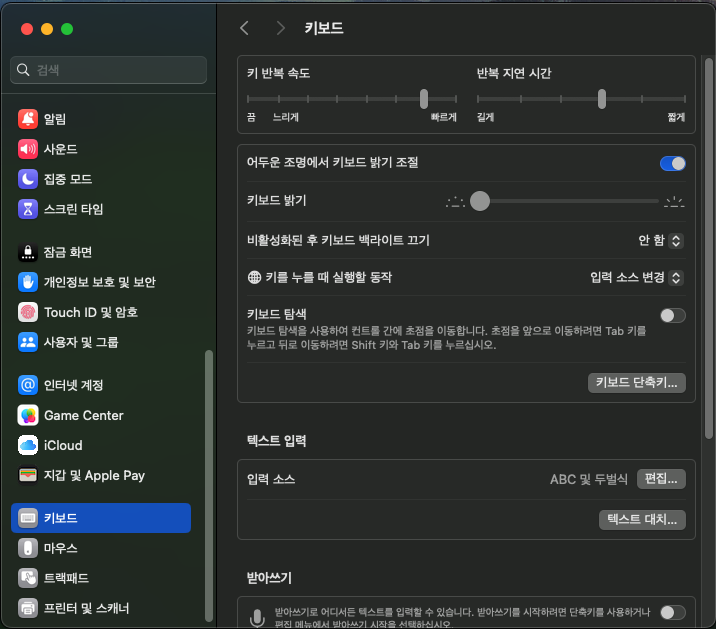 검색
알림
사운드
집중 모드
스크린 타임
잠금 화면
개인정보 보호 및 보안
Touch ID 및 암호
사용자 및 그룹
인터넷 계정
Game Center
iCloud
지갑 및 Apple Pay
키보드
마우스
트랙패드
프린터 및 스캐너
키보드
키 반복 속도
반복 지연 시간
끔 느리게 빠르게
길게 짧게
어두운 조명에서 키보드 밝기 조절
키보드 밝기
비활성화된 후 키보드 백라이트 끄기 안 함
키를 누를 때 실행할 동작 입력 소스 변경
키보드 탐색
키보드 탐색을 사용하여 컨트롤 간에 초점을 이동합니다. 초점을 앞으로 이동하려면 Tab 키를
누르고 뒤로 이동하려면 Shift 키와 Tab 키를 누르십시오.
키보드 단축키...
텍스트 입력
입력 소스 ABC 및 두벌식 편집...
텍스트 대치...
받아쓰기
받아쓰기로 어디서든 텍스트를 입력할 수 있습니다. 받아쓰기를 시작하려면 단축키를 사용하거나
편집 메뉴에서 받아쓰기 시작을 선택하십시오